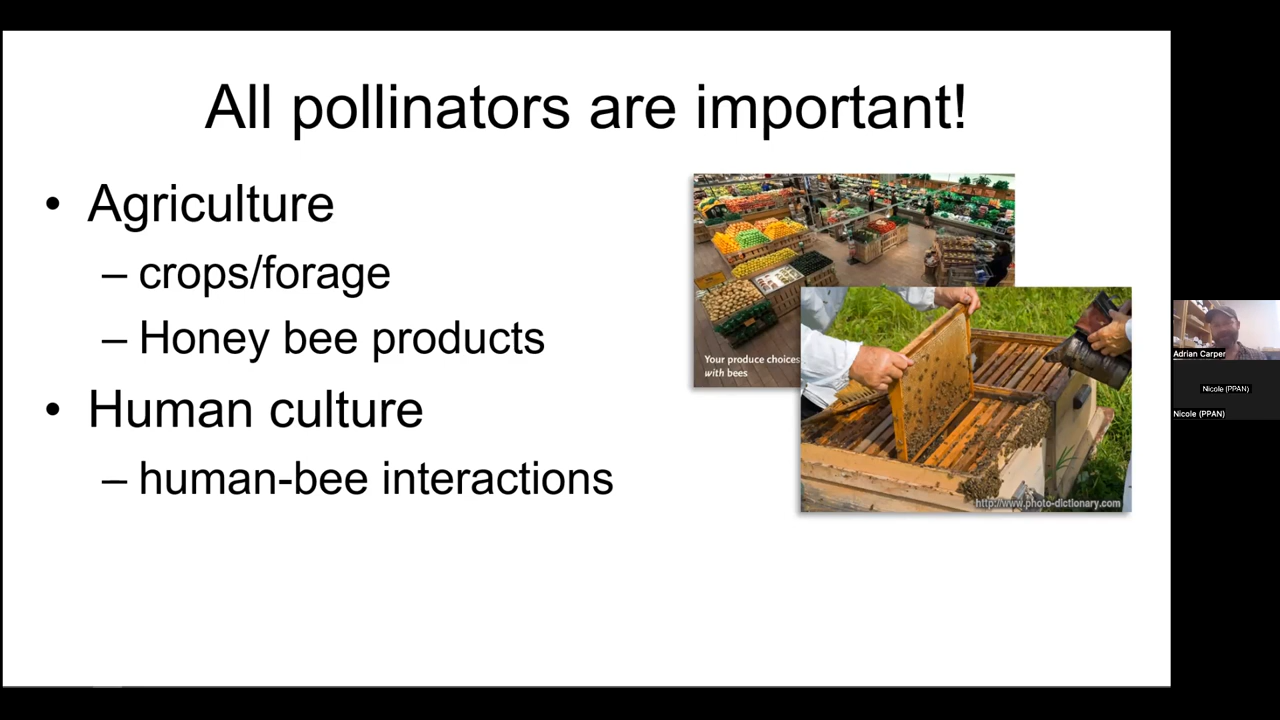 All pollinators are important!
• Agriculture
– crops/forage
– Honey bee products
• Human culture
– human-bee interactions
Your produce choices
with bees
http://www.photo-dictionary.com
Adrian Carper
Nicole (PPAN)
Nicole (PPAN)